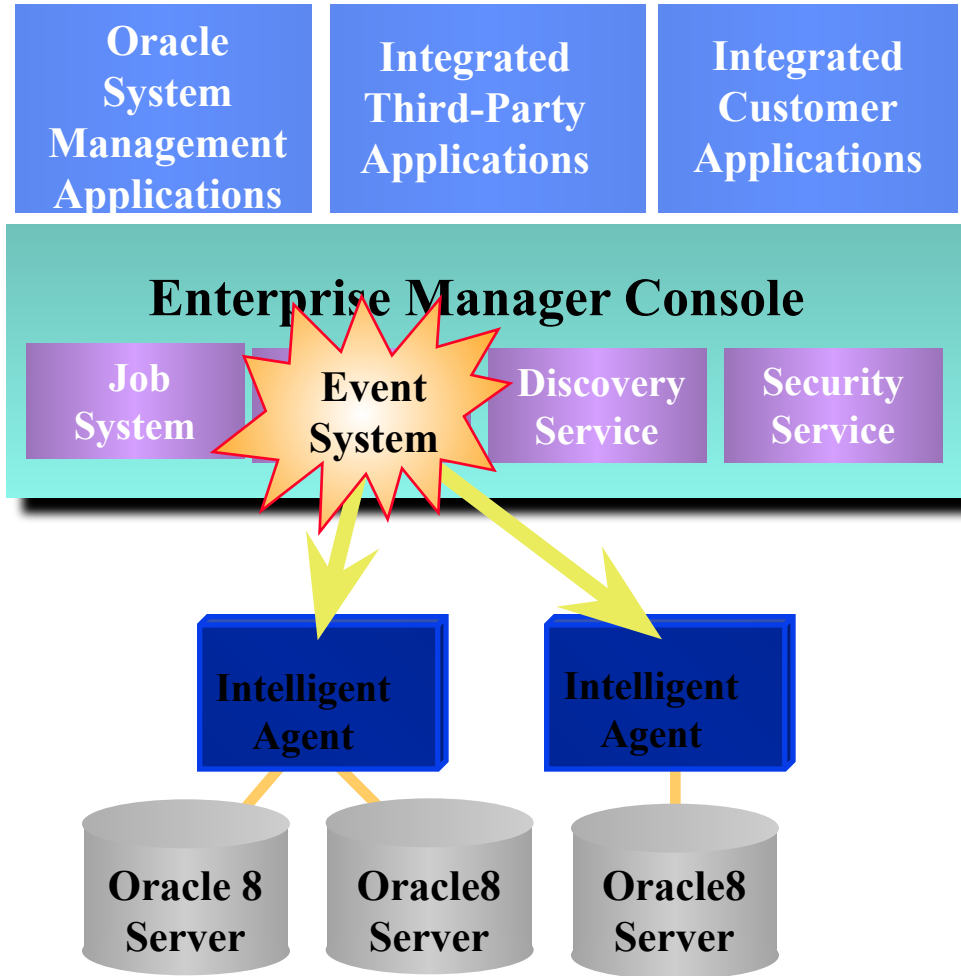 Oracle
System
Management
Applications
Integrated
Third-Party
Applications
Integrated
Customer
Applications
Enterprise Manager Console
Job
System
Event
System
Discovery
Service
Security
Service
Intelligent
Agent
Intelligent
Agent
Oracle 8
Server
Oracle8
Server
Oracle8
Server